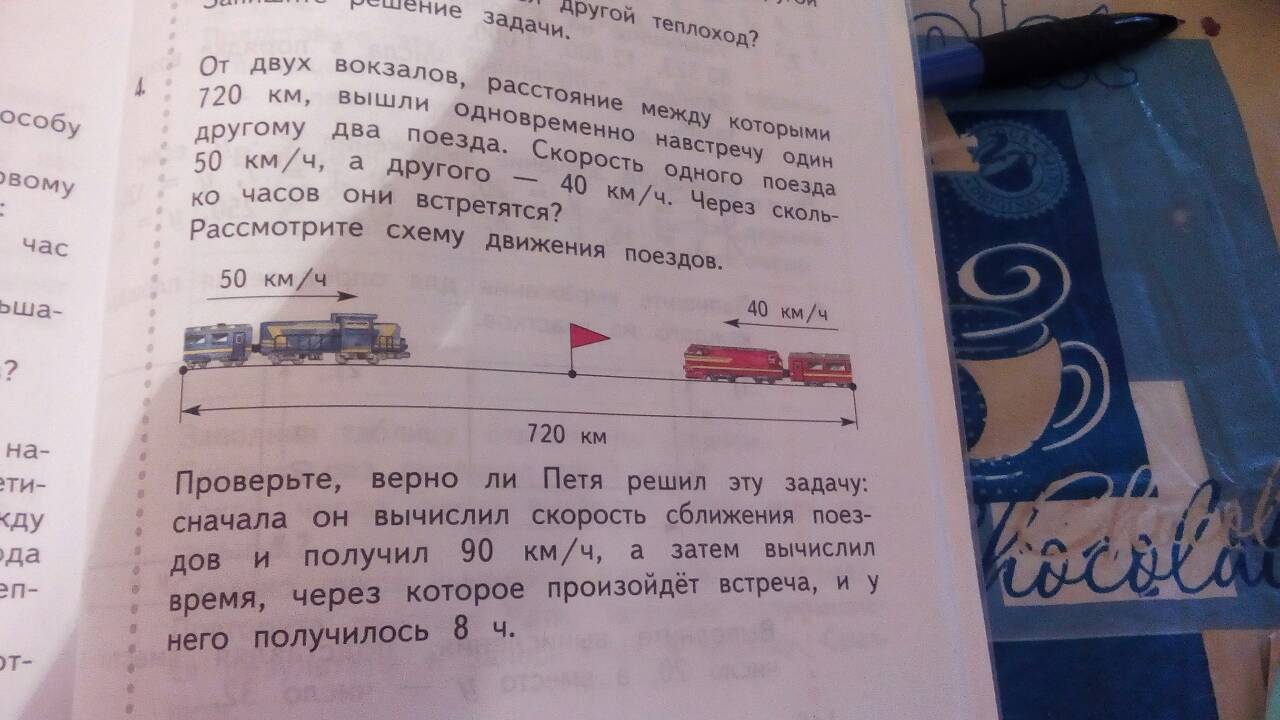 другой теплоход?
Запишите решение задачи.
4.
От двух вокзалов, расстояние между которыми
720 км, вышли одновременно навстречу один
другому два поезда. Скорость одного поезда
50 км/ч, а другого — 40 км/ч. Через сколь-
ко часов они встретятся?
Рассмотрите схему движения поездов.
50 км/ч
40 км/ч
720 км
Проверьте, верно ли Петя решил эту задачу:
сначала он вычислил скорость сближения поез-
дов и получил 90 км/ч, а затем вычислил
время, через которое произойдёт встреча, и у
него получилось 8 ч.
особу
овому
час
ьша-
?
на-
ети-
жду
ода
еп-
от-
Chocolat